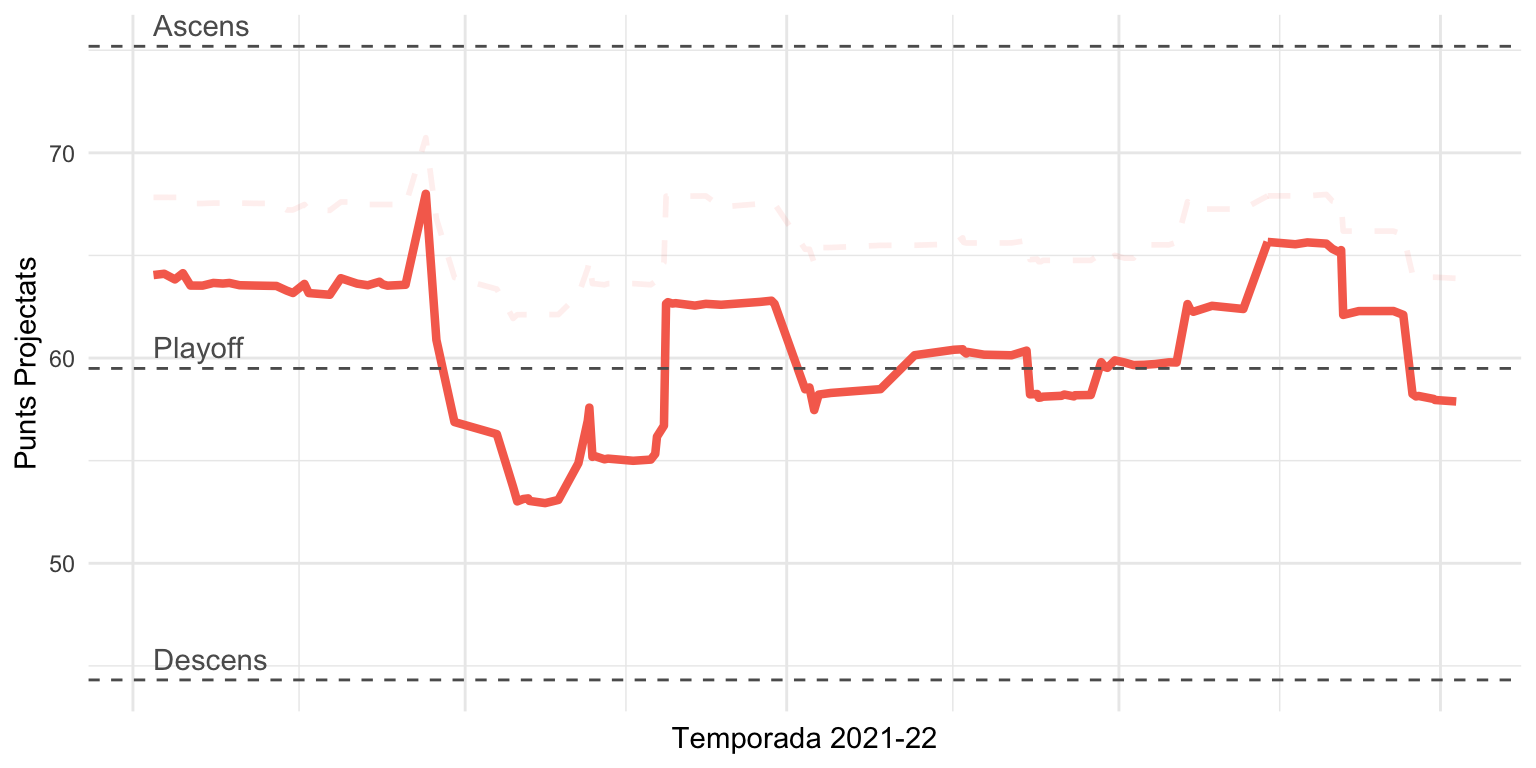 Ascens
70
Playoff
60
50
Descens
Punts Projectats
Temporada 2021-22